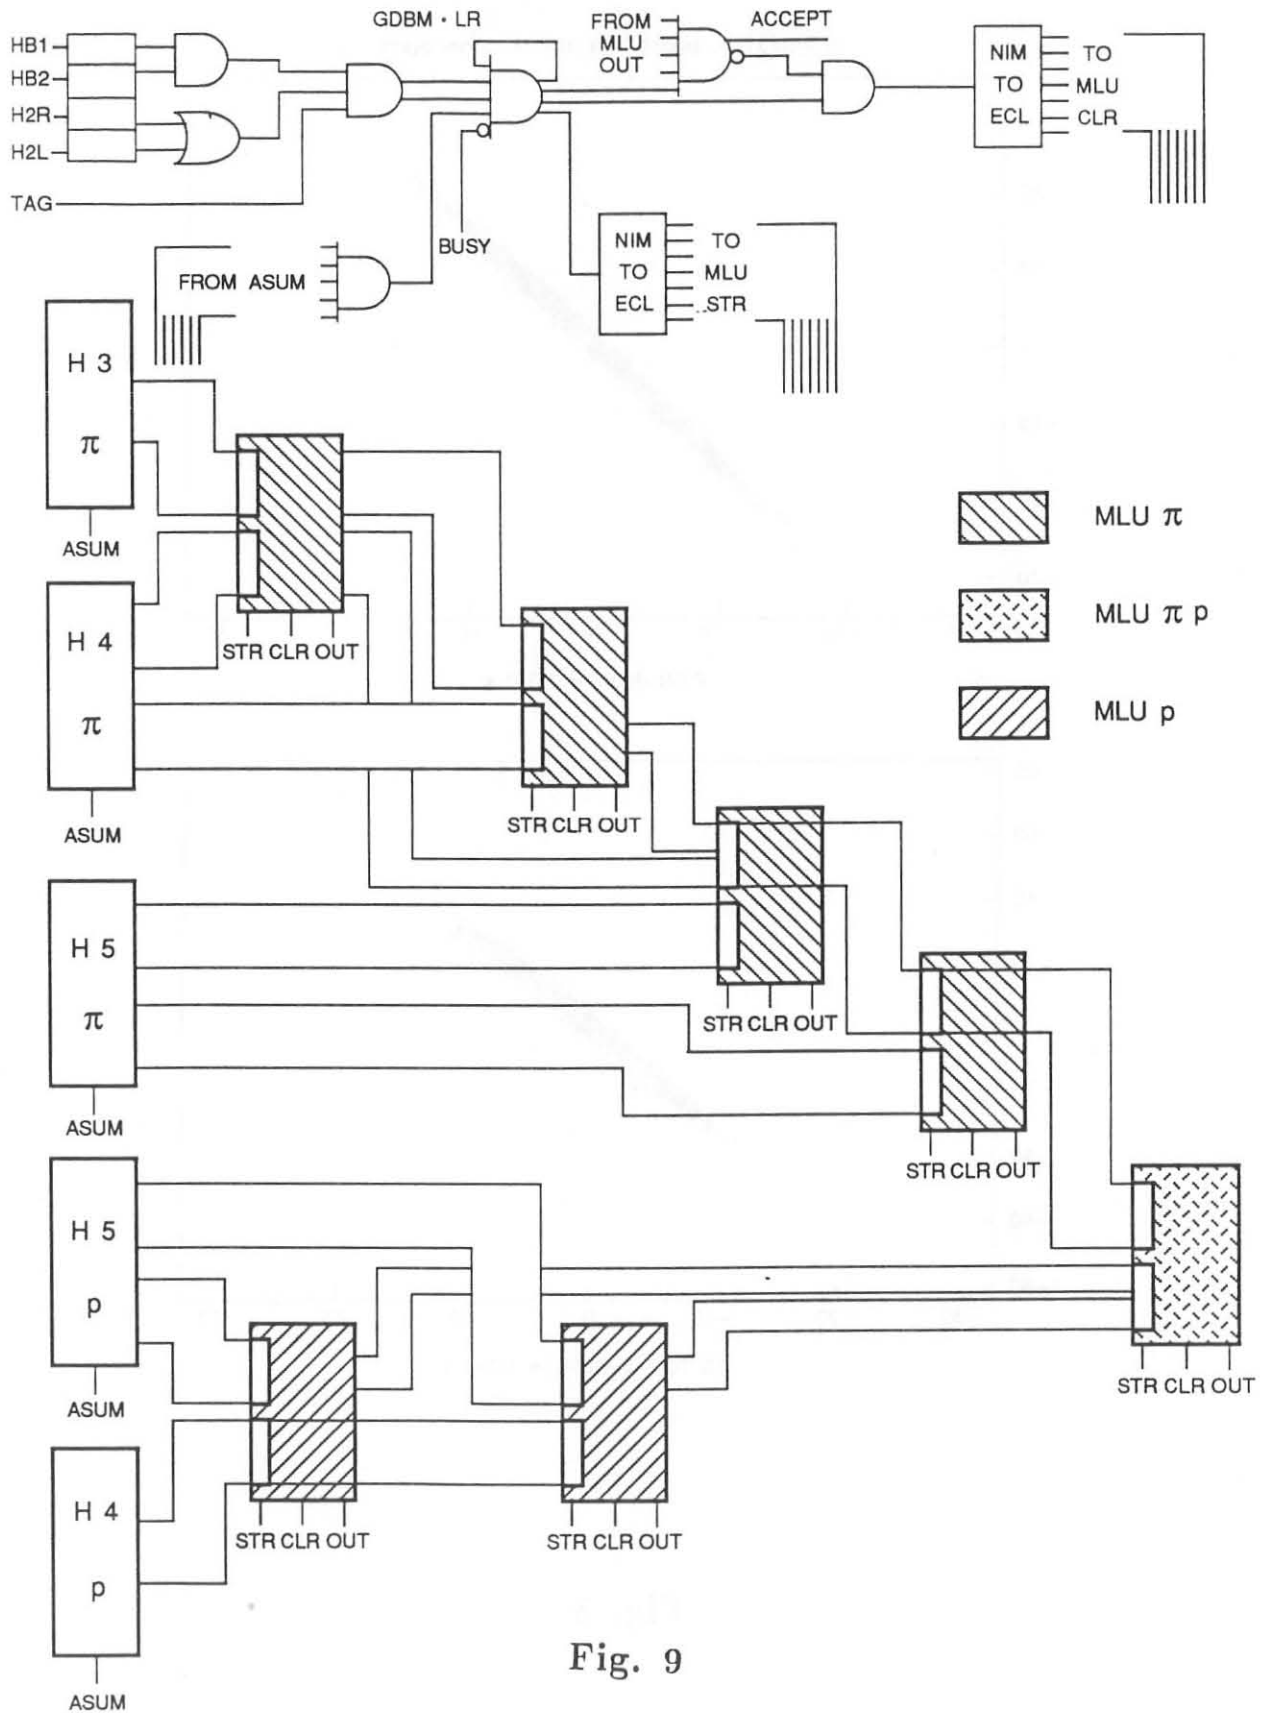 GDBM · LR
FROM
MLU
OUT
ACCEPT
HB1
HB2
H2R
H2L
TAG
NIM
TO
ECL
TO
MLU
CLR
BUSY
FROM ASUM
NIM
TO
ECL
TO
MLU
STR
H 3
π
ASUM
STR CLR OUT
H 4
π
ASUM
STR CLR OUT
MLU π
MLU π p
MLU p
H 5
π
ASUM
STR CLR OUT
STR CLR OUT
H 5
p
ASUM
STR CLR OUT
H 4
p
ASUM
STR CLR OUT
STR CLR OUT
Fig. 9